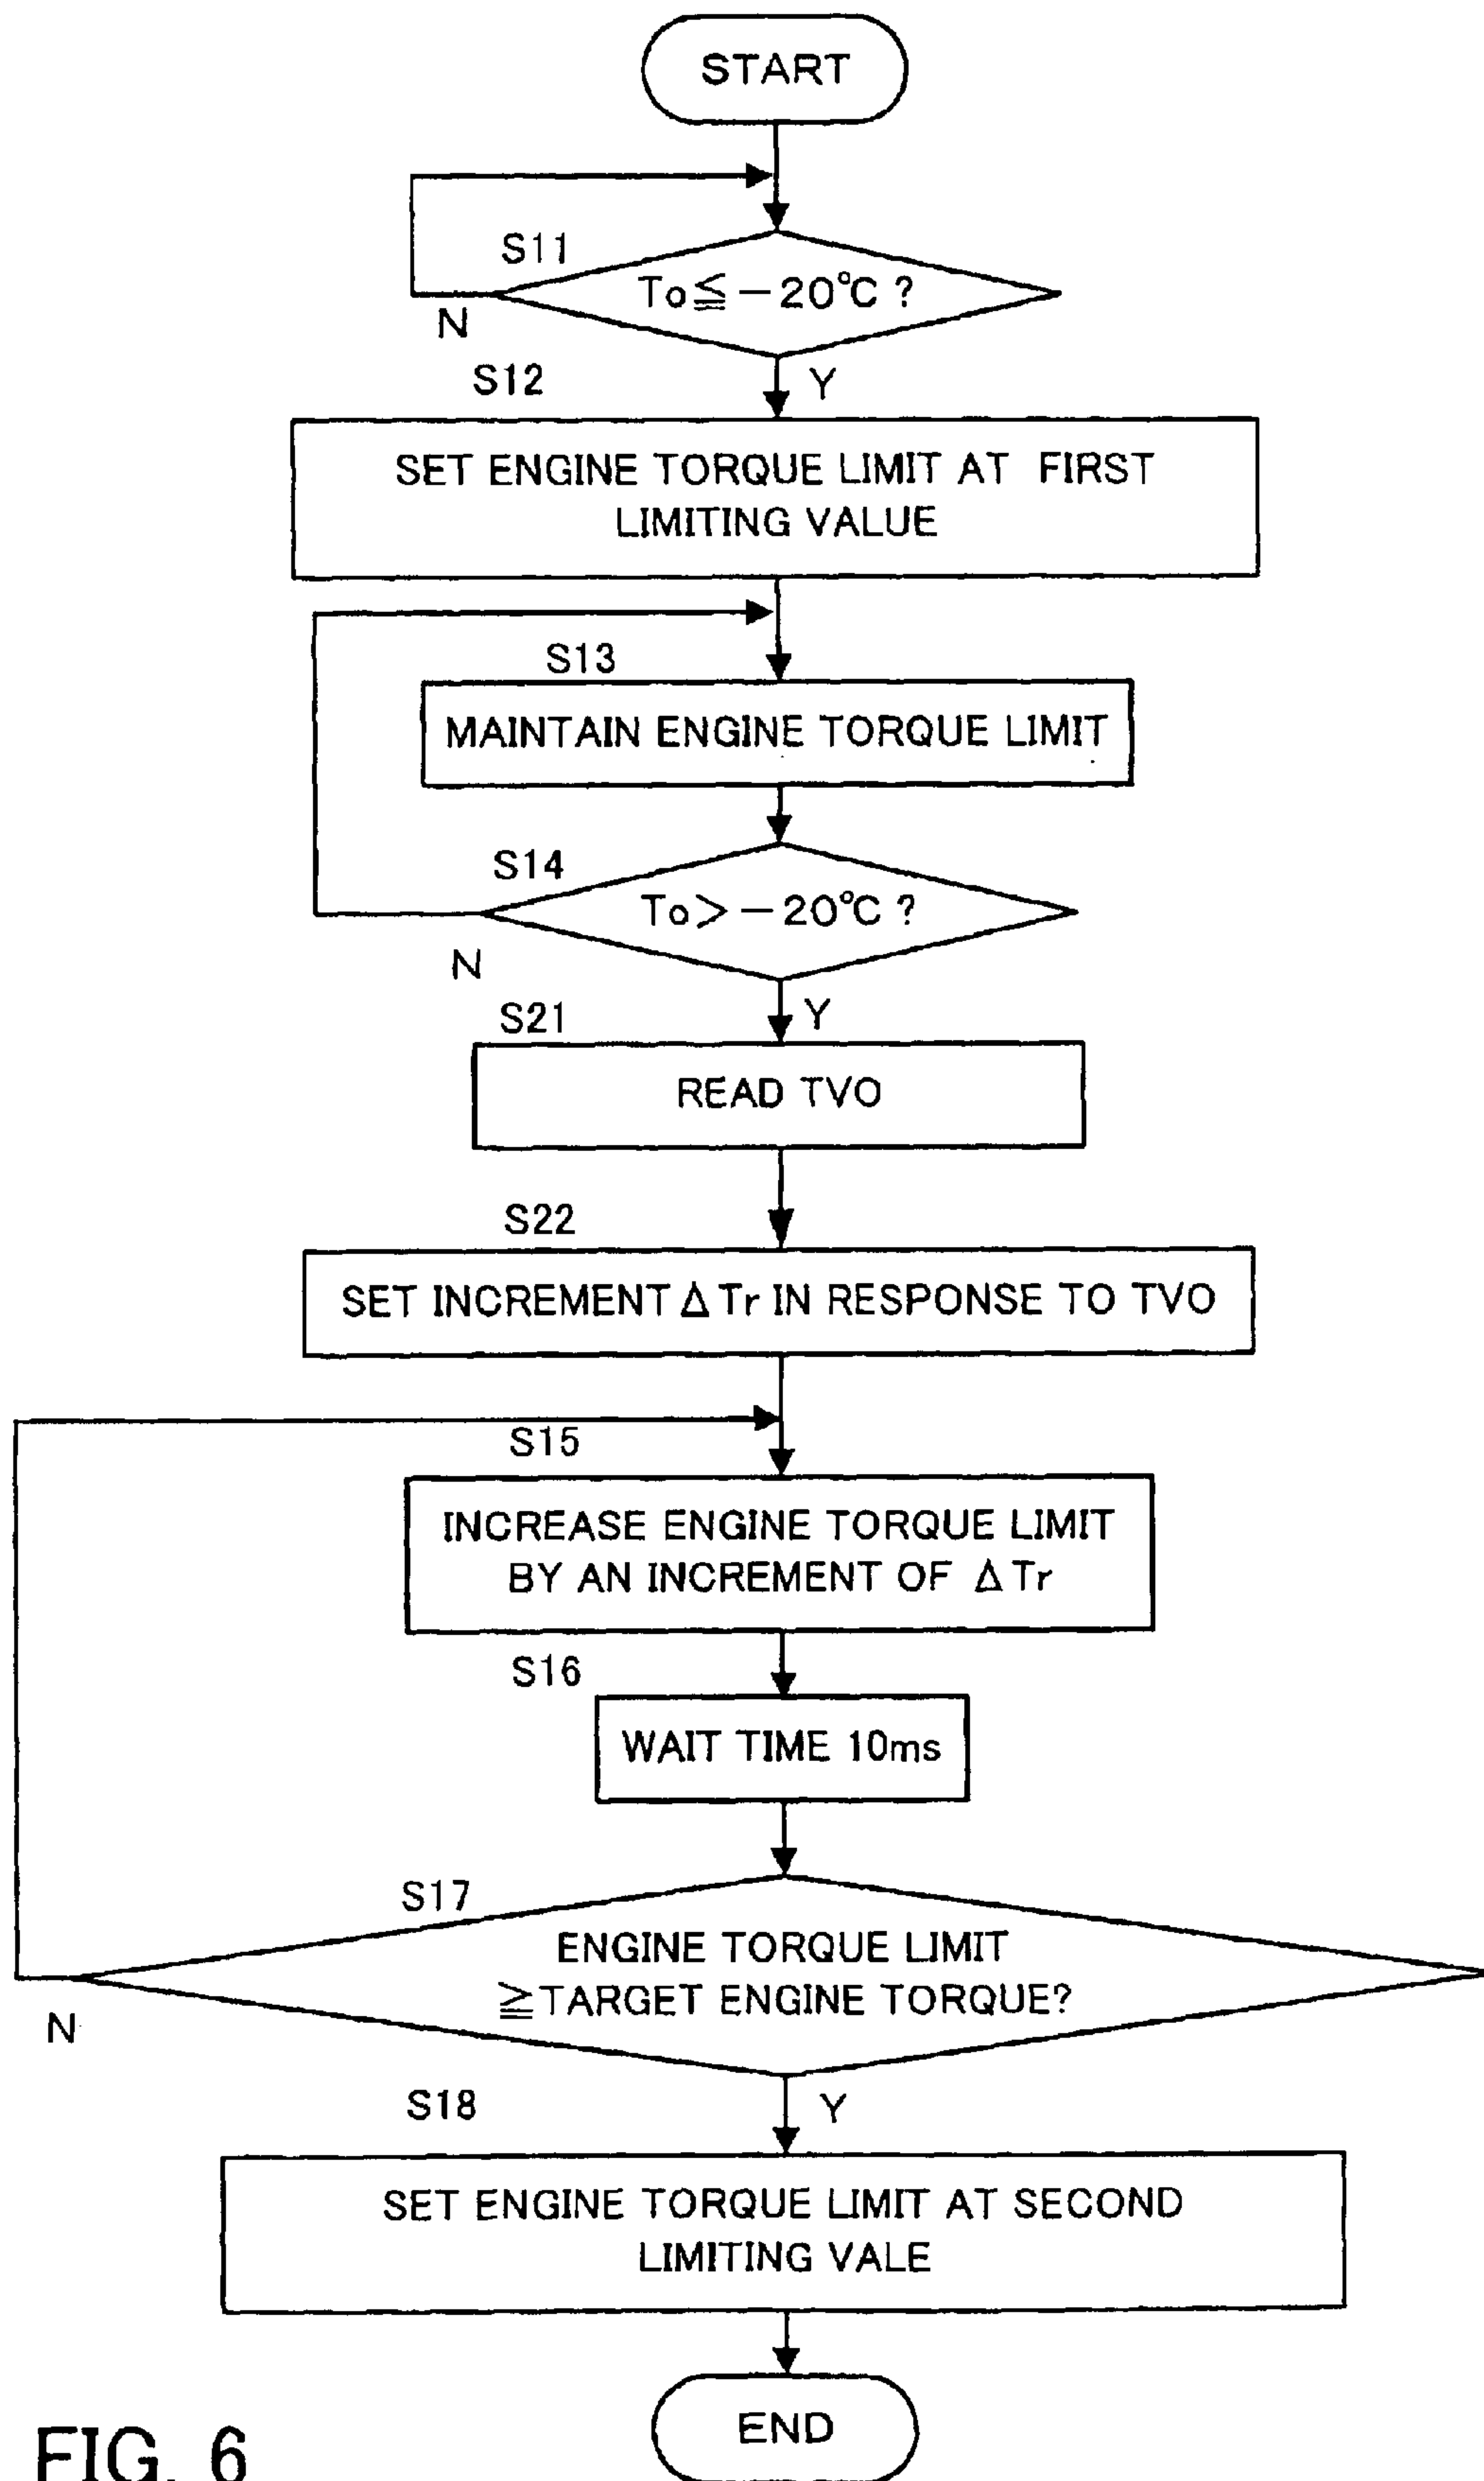 START
S11
To≦−20℃ ?
N
S12
Y
SET ENGINE TORQUE LIMIT AT FIRST
LIMITING VALUE
S13
MAINTAIN ENGINE TORQUE LIMIT
S14
To>−20℃ ?
N
S21
Y
READ TVO
S22
SET INCREMENT Δ Tr IN RESPONSE TO TVO
S15
INCREASE ENGINE TORQUE LIMIT
BY AN INCREMENT OF Δ Tr
S16
WAIT TIME 10ms
S17
ENGINE TORQUE LIMIT
≧TARGET ENGINE TORQUE?
N
S18
Y
SET ENGINE TORQUE LIMIT AT SECOND
LIMITING VALE
END
FIG. 6